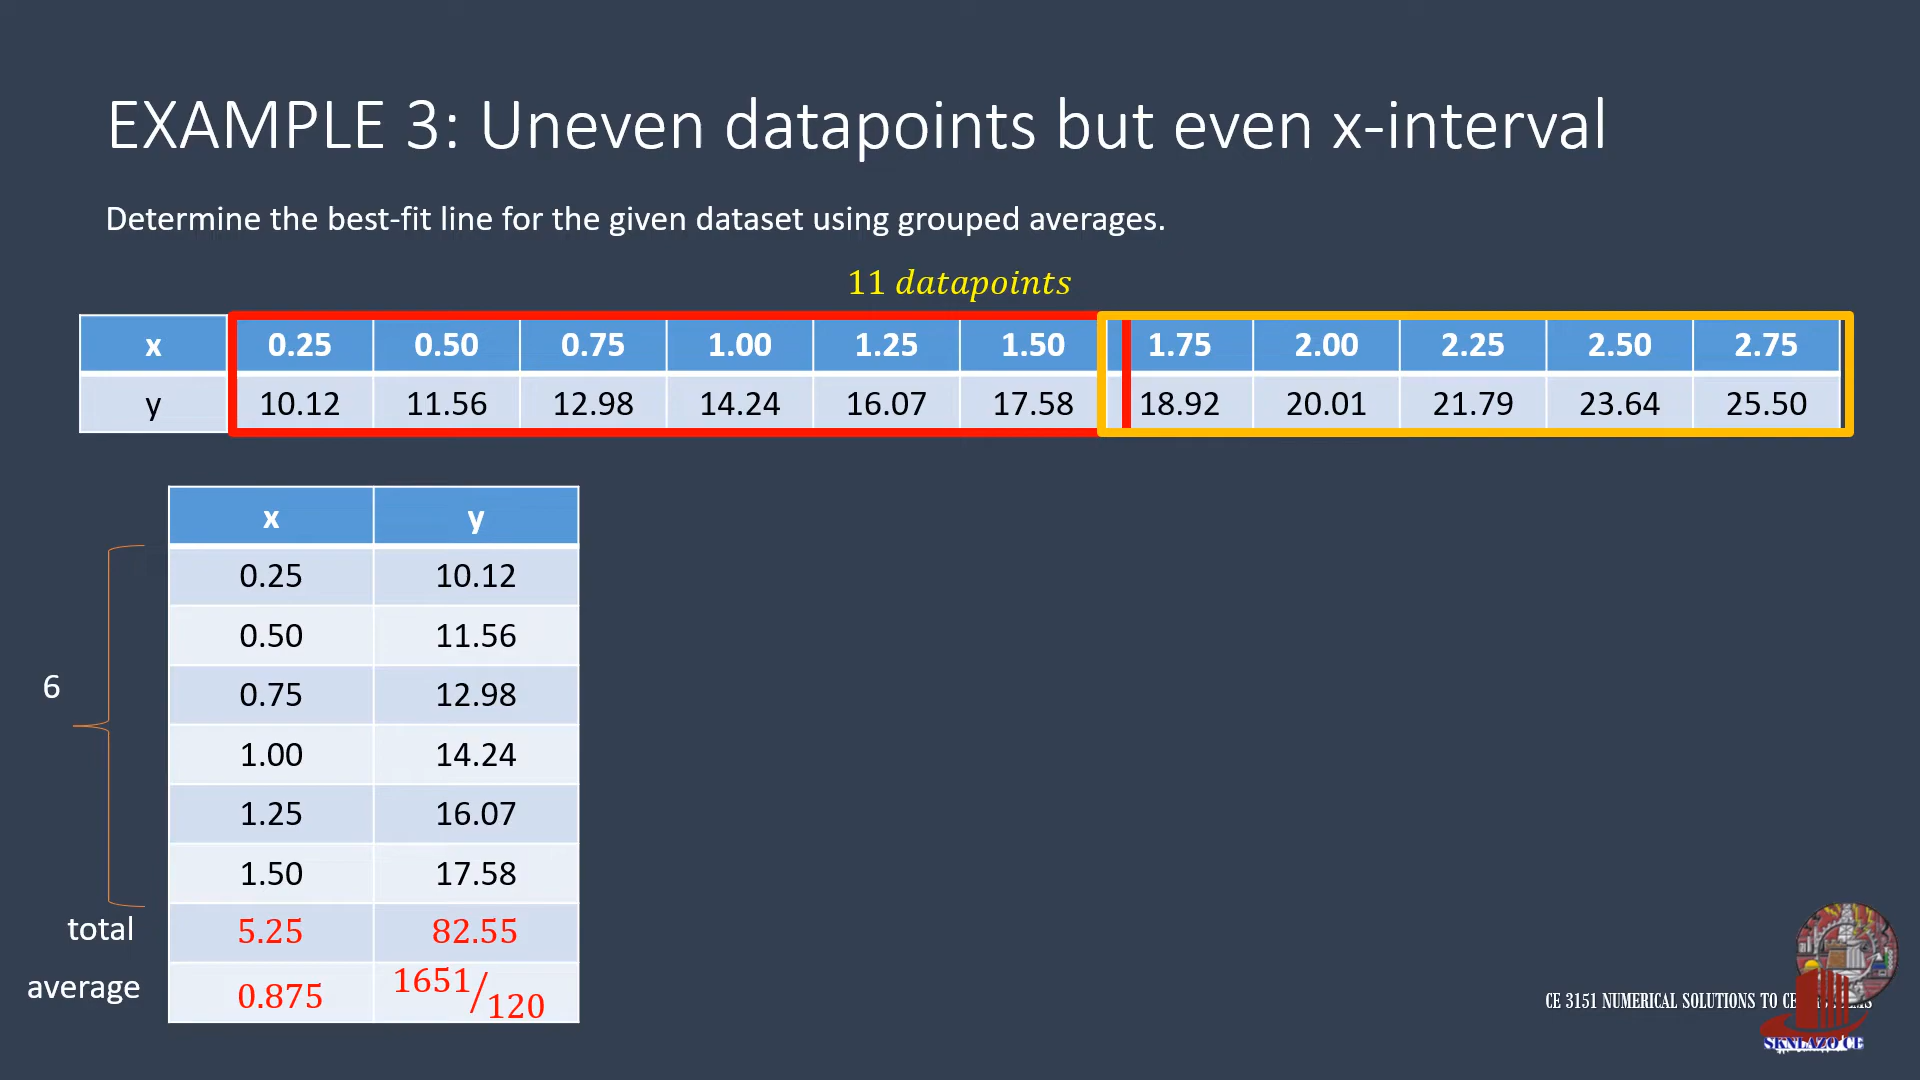 EXAMPLE 3: Uneven datapoints but even x-interval
Determine the best-fit line for the given dataset using grouped averages.
11 datapoints
x 0.25 0.50 0.75 1.00 1.25 1.50 1.75 2.00 2.25 2.50 2.75
y 10.12 11.56 12.98 14.24 16.07 17.58 18.92 20.01 21.79 23.64 25.50
x y
0.25 10.12
0.50 11.56
6
0.75 12.98
1.00 14.24
1.25 16.07
1.50 17.58
total 5.25 82.55
average 0.875 1651/120
CE 3151 NUMERICAL SOLUTIONS TO CE
SKNLAZO CE